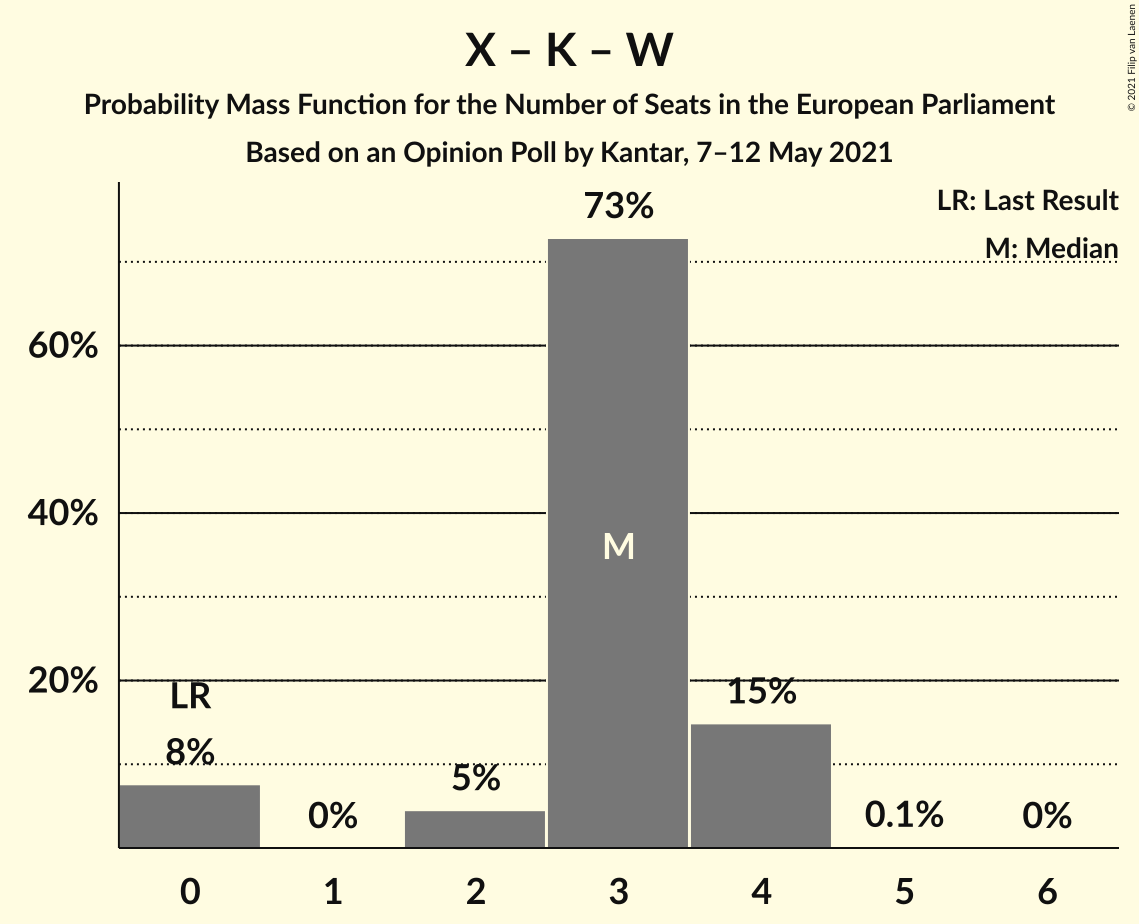 X – K – W
Probability Mass Function for the Number of Seats in the European Parliament
Based on an Opinion Poll by Kantar, 7–12 May 2021
© 2021 Filip van Laenen
LR: Last Result
M: Median
73%
60%
40%
20%
M
LR
8%
0%
5%
15%
0.1%
0%
0 1 2 3 4 5 6